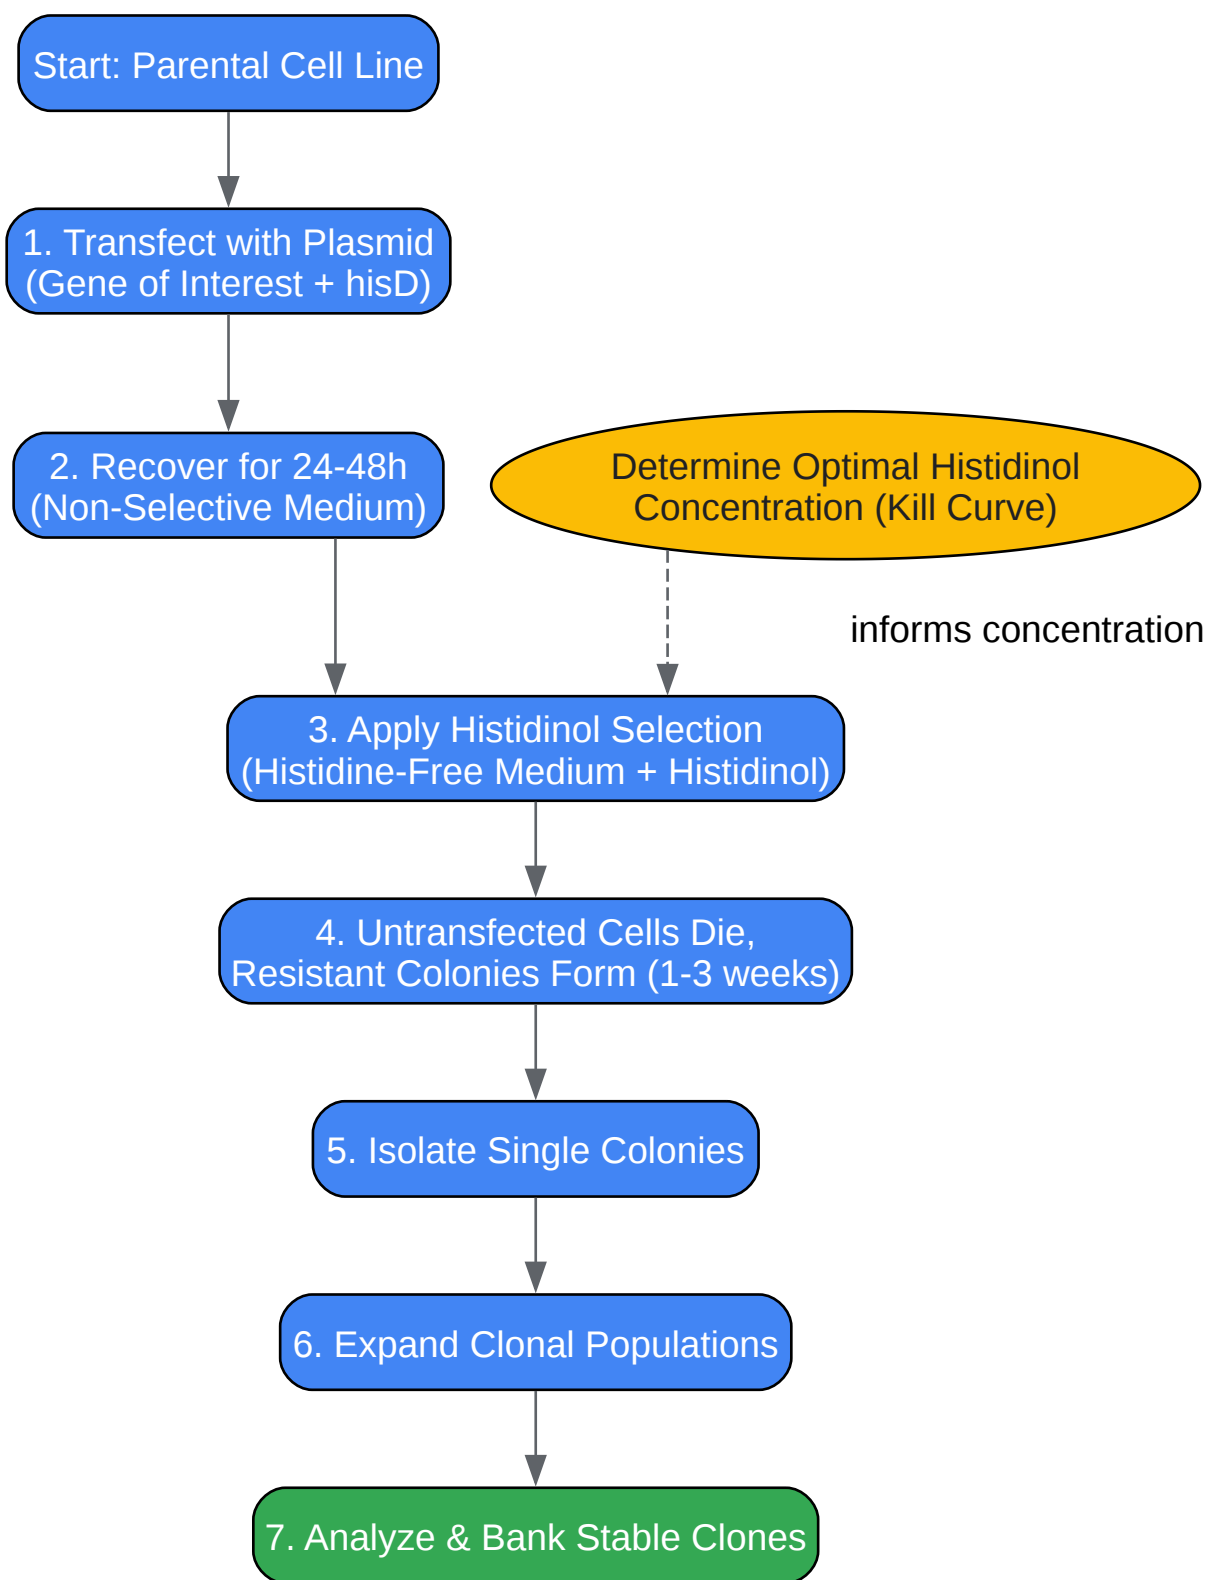 Start: Parental Cell Line
1. Transfect with Plasmid
(Gene of Interest + hisD)
2. Recover for 24-48h
(Non-Selective Medium)
Determine Optimal Histidinol
Concentration (Kill Curve)
informs concentration
3. Apply Histidinol Selection
(Histidine-Free Medium + Histidinol)
4. Untransfected Cells Die,
Resistant Colonies Form (1-3 weeks)
5. Isolate Single Colonies
6. Expand Clonal Populations
7. Analyze & Bank Stable Clones